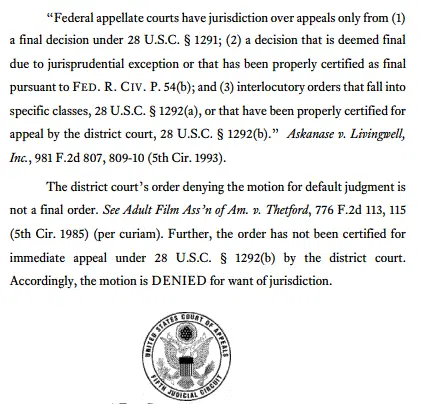 “Federal appellate courts have jurisdiction over appeals only from (1)
a final decision under 28 U.S.C. § 1291; (2) a decision that is deemed final
due to jurisprudential exception or that has been properly certified as final
pursuant to FED. R. CIV. P. 54(b); and (3) interlocutory orders that fall into
specific classes, 28 U.S.C. § 1292(a), or that have been properly certified for
appeal by the district court, 28 U.S.C. § 1292(b).” Askanase v. Livingwell,
Inc., 981 F.2d 807, 809-10 (5th Cir. 1993).
The district court’s order denying the motion for default judgment is
not a final order. See Adult Film Ass’n of Am. v. Thetford, 776 F.2d 113, 115
(5th Cir. 1985) (per curiam). Further, the order has not been certified for
immediate appeal under 28 U.S.C. § 1292(b) by the district court.
Accordingly, the motion is DENIED for want of jurisdiction.
UNITED STATES COURT OF APPEALS
FIFTH JUDICIAL CIRCUIT